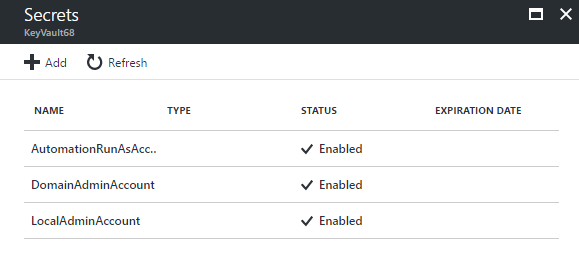 Secrets
KeyVault68
Add Refresh
NAME TYPE STATUS EXPIRATION DATE
AutomationRunAsAcc.. Enabled
DomainAdminAccount Enabled
LocalAdminAccount Enabled